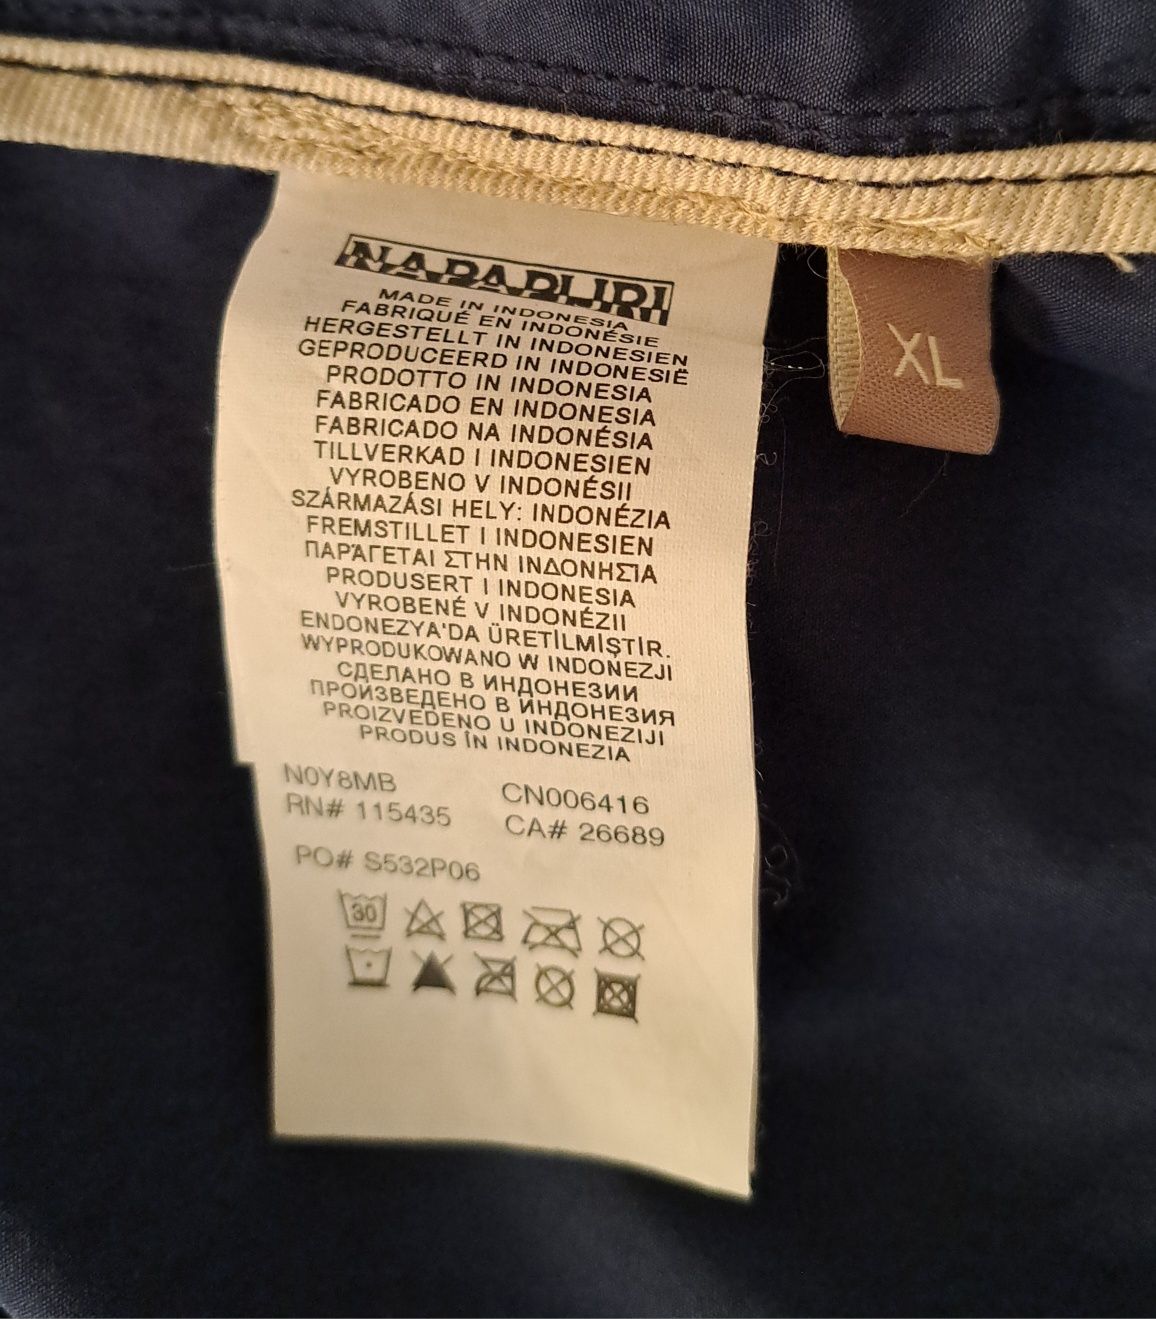 NAPAPIJRI
MADE IN INDONESIA
FABRIQUÉ EN INDONÉSIE
HERGESTELLT IN INDONESIEN
GEPRODUCEERD IN INDONESIË
PRODOTTO IN INDONESIA
FABRICADO EN INDONESIA
FABRICADO NA INDONÉSIA
TILLVERKAD I INDONESIEN
VYROBENO V INDONÉSII
SZÁRMAZÁSI HELY: INDONÉZIA
FREMSTILLET I INDONESIEN
ΠΑΡΆΓΕΤΑΙ ΣΤΗΝ ΙΝΔΟΝΗΣΊΑ
PRODUSERT I INDONESIA
VYROBENÉ V INDONÉZII
ENDONEZYA'DA ÜRETİLMİŞTİR.
WYPRODUKOWANO W INDONEZJI
СДЕЛАНО В ИНДОНЕЗИИ
ПРОИЗВЕДЕНО В ИНДОНЕЗИЯ
PROIZVEDENO U INDONEZIJI
PRODUS ÎN INDONEZIA
N0Y8MB CN006416
RN# 115435 CA# 26689
PO# S532P06
30
XL